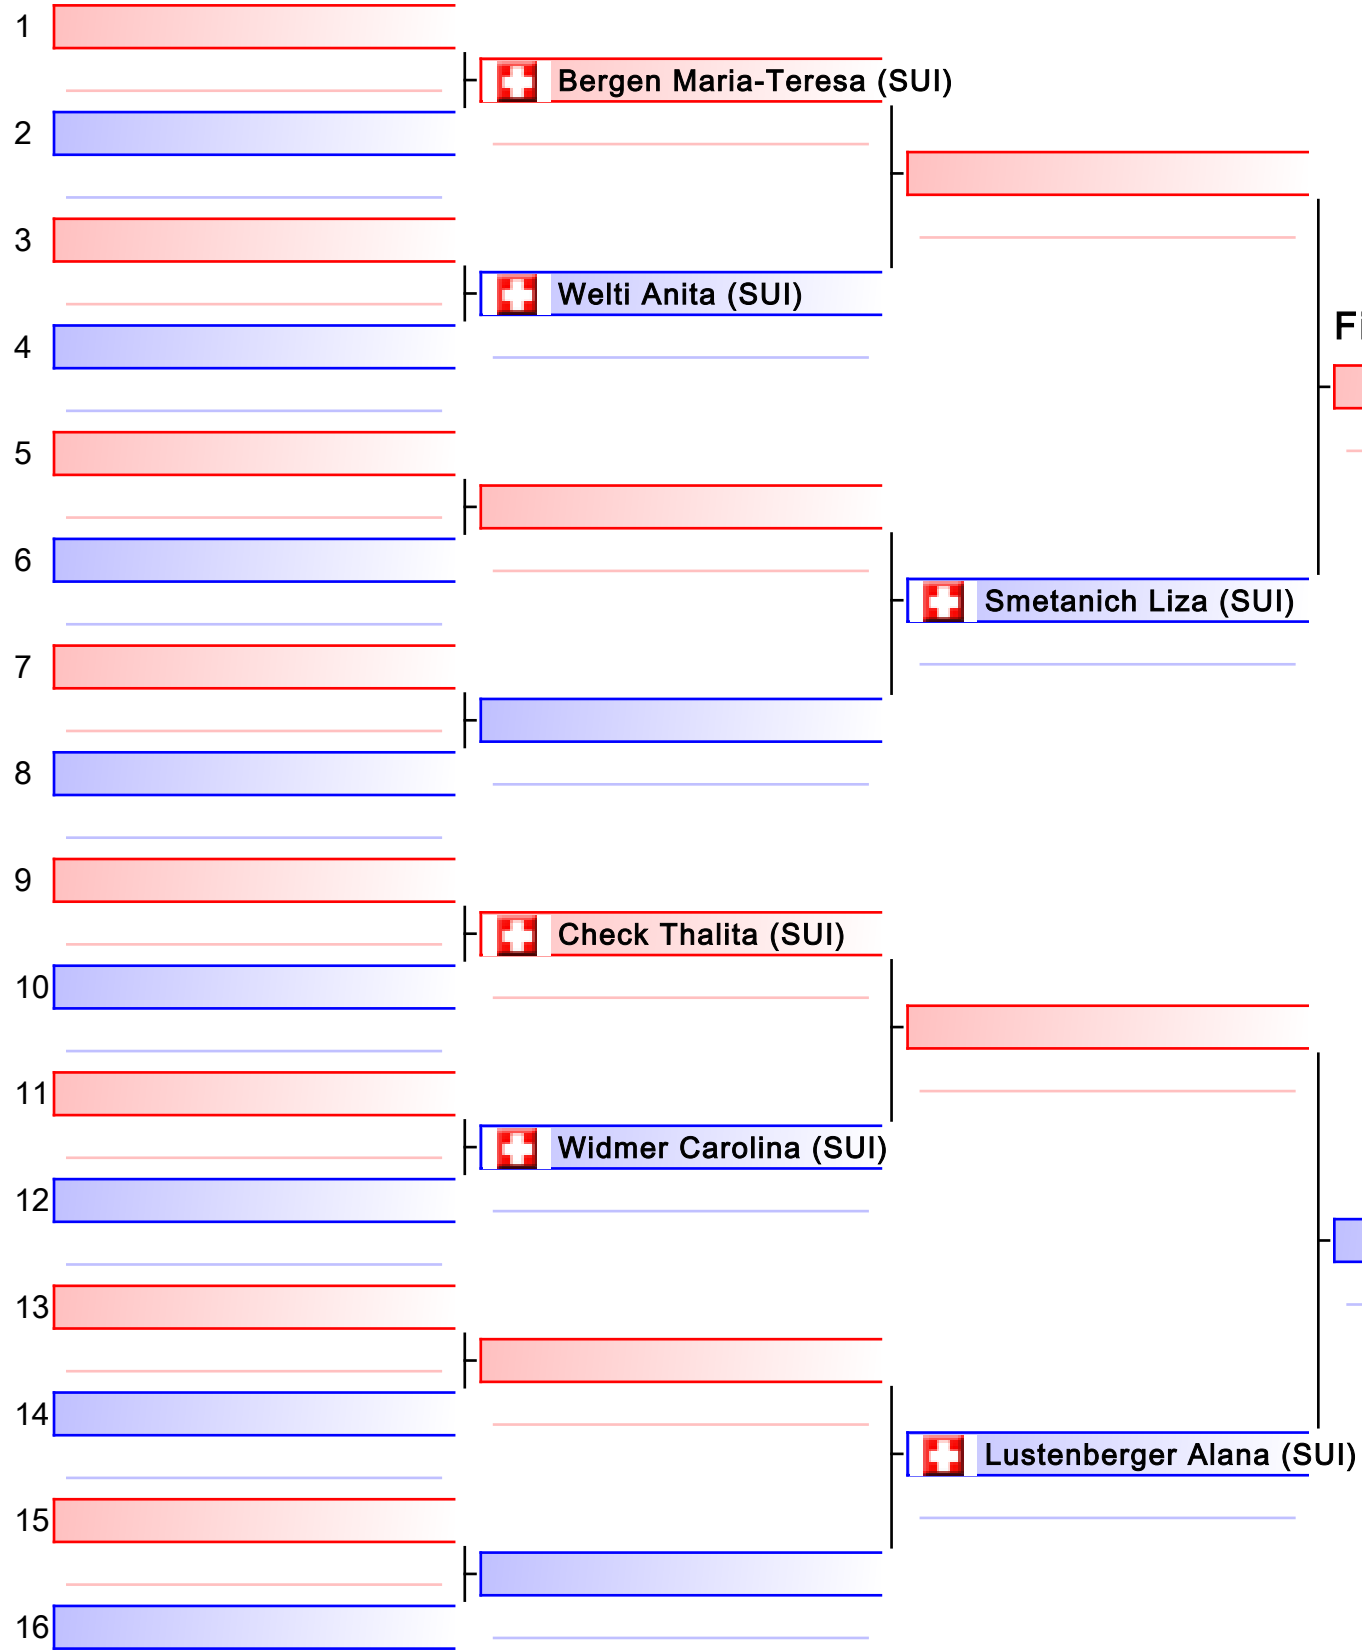 1
Bergen Maria-Teresa (SUI)
2
3
Welti Anita (SUI)
4
Fi
5
6
Smetanich Liza (SUI)
7
8
9
Check Thalita (SUI)
10
11
Widmer Carolina (SUI)
12
13
14
Lustenberger Alana (SUI)
15
16